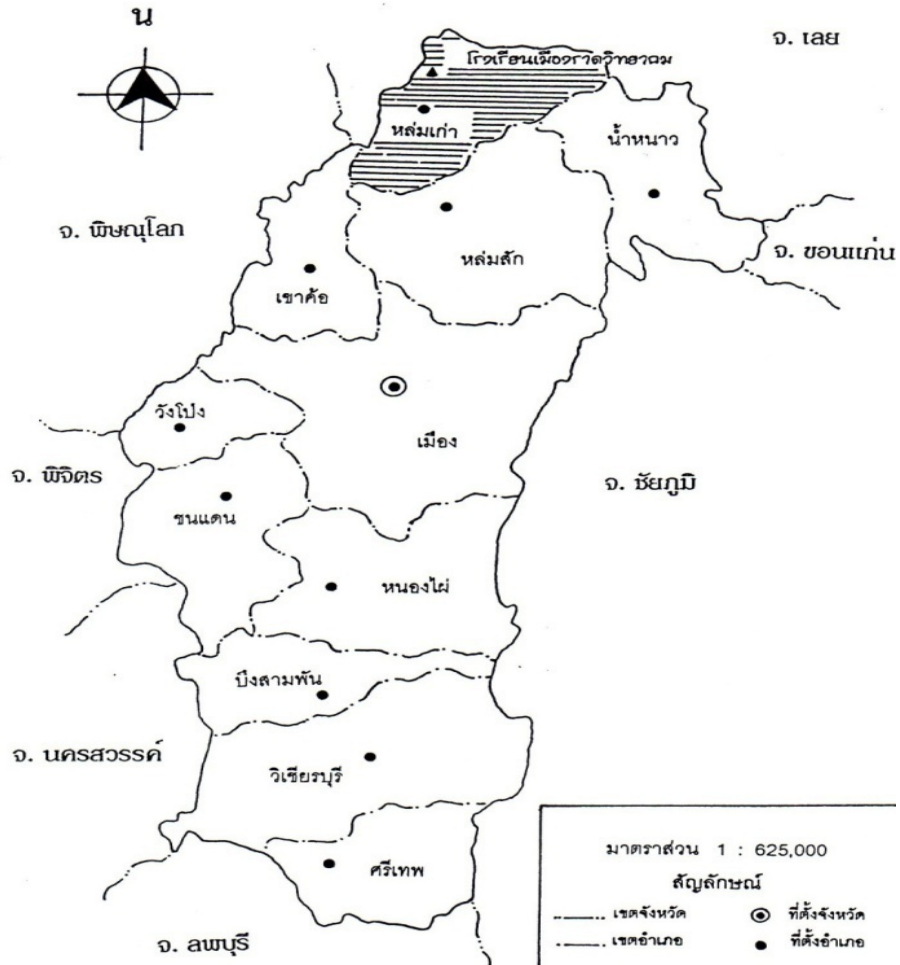 น
จ. เลย
โรงเรียนเมืองราดวิทยาคม
หล่มเก่า
น้ำหนาว
จ. พิษณุโลก
หล่มสัก
จ. ขอนแก่น
เขาค้อ
วังโป่ง
เมือง
จ. พิจิตร
จ. ชัยภูมิ
ชนแดน
หนองไผ่
บึงสามพัน
จ. นครสวรรค์
วิเชียรบุรี
ศรีเทพ
จ. ลพบุรี
มาตราส่วน 1 : 625,000
สัญลักษณ์
เขตจังหวัด ที่ตั้งจังหวัด
เขตอำเภอ ที่ตั้งอำเภอ